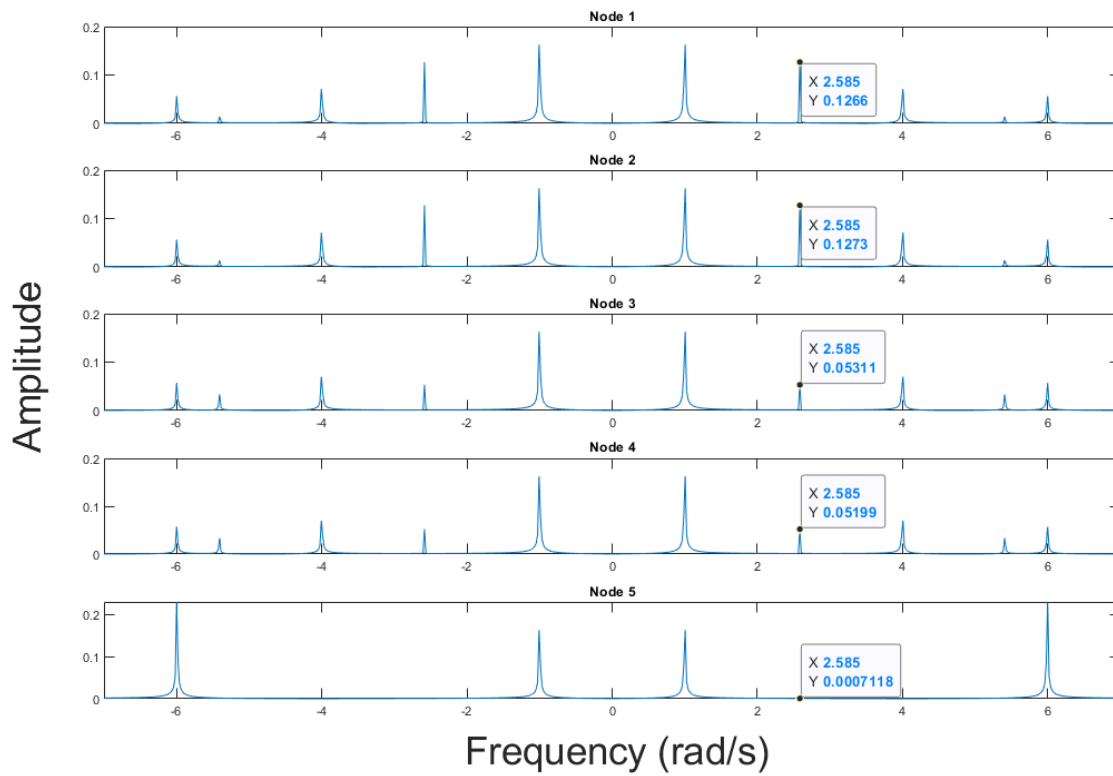 Node 1
0.2
0.1
0
X 2.585
Y 0.1266
-6 -4 -2 0 2 4 6
Node 2
0.2
0.1
0
X 2.585
Y 0.1273
-6 -4 -2 0 2 4 6
Node 3
0.2
0.1
0
X 2.585
Y 0.05311
-6 -4 -2 0 2 4 6
Node 4
0.2
0.1
0
X 2.585
Y 0.05199
-6 -4 -2 0 2 4 6
Node 5
0.2
0.1
0
X 2.585
Y 0.0007118
-6 -4 -2 0 2 4 6
Amplitude
Frequency (rad/s)